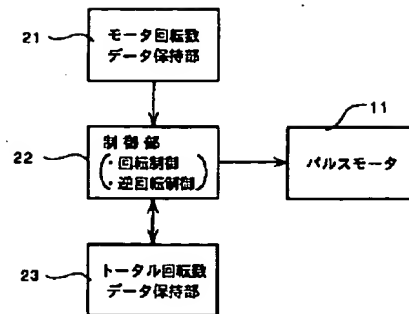 21
モータ回転数
データ保持部
22
制御部
・回転制御
・逆回転制御
11
パルスモータ
23
トータル回転数
データ保持部